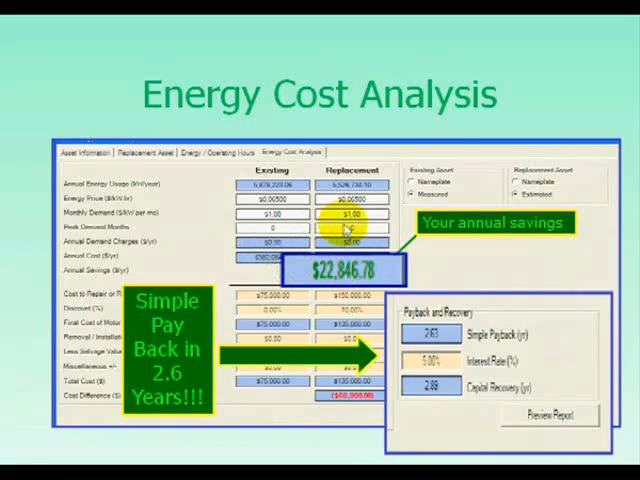 Energy Cost Analysis
Asset Information | Replacement Asset | Energy / Operating Hours | Energy Cost Analysis
Existing Replacement
Annual Energy Usage (kW/year)
Energy Price ($/kW.hr) $0.06500 $0.06500
Monthly Demand ($/kW per mo) $1.00 $1.00
Peak Demand Months 0 0
Annual Demand Charges ($/yr) $0.00 $0.00
Annual Cost ($/yr)
Annual Savings ($/yr)
$22,846.78
Existing Asset
Nameplate
Measured
Replacement Asset
Nameplate
Estimated
Your annual savings
Cost to Repair or $75,000.00 $150,000.00
Discount (%) 0.00% 10.00%
Final Cost of Motor $75,000.00 $135,000.00
Removal / Installation $0.00
Less Salvage Value
Miscellaneous +/- $0.00 $0.00
Total Cost ($) $75,000.00 $135,000.00
Cost Difference ($) ($60,000.00)
Simple
Pay
Back in
2.6
Years!!!
Payback and Recovery
2.63 Simple Payback (yr)
5.00% Interest Rate (%)
2.89 Capital Recovery (yr)
Preview Report